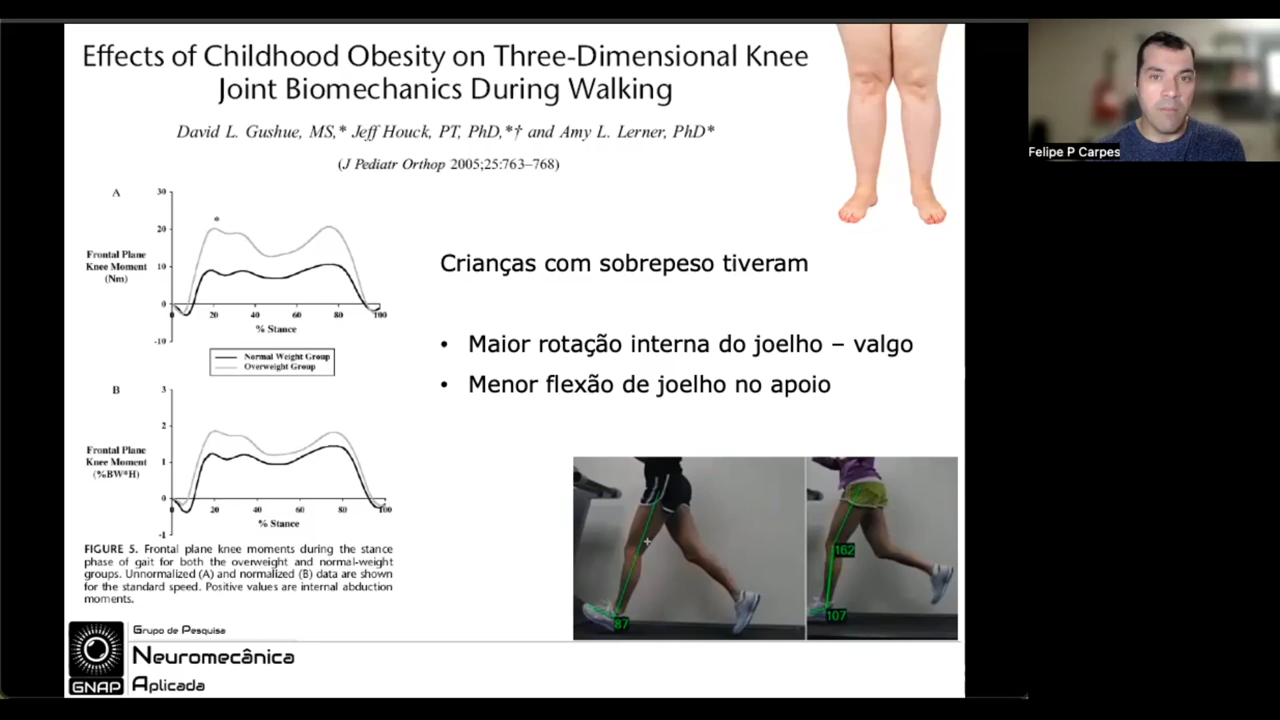 Effects of Childhood Obesity on Three-Dimensional Knee
Joint Biomechanics During Walking
David L. Gushue, MS,* Jeff Houck, PT, PhD,*† and Amy L. Lerner, PhD*
(J Pediatr Orthop 2005;25:763–768)
Felipe P Carpes
A
30
20
10
0
-10
*
Frontal Plane
Knee Moment
(Nm)
0 20 40 60 80 100
% Stance
Normal Weight Group
Overweight Group
B
3
2
1
0
-1
Frontal Plane
Knee Moment
(%BW*H)
20 40 60 80 100
% Stance
FIGURE 5. Frontal plane knee moments during the stance
phase of gait for both the overweight and normal-weight
groups. Unnormalized (A) and normalized (B) data are shown
for the standard speed. Positive values are internal abduction
moments.
Crianças com sobrepeso tiveram
• Maior rotação interna do joelho – valgo
• Menor flexão de joelho no apoio
162
87
107
GNAP
Grupo de Pesquisa
Neuromecânica
Aplicada